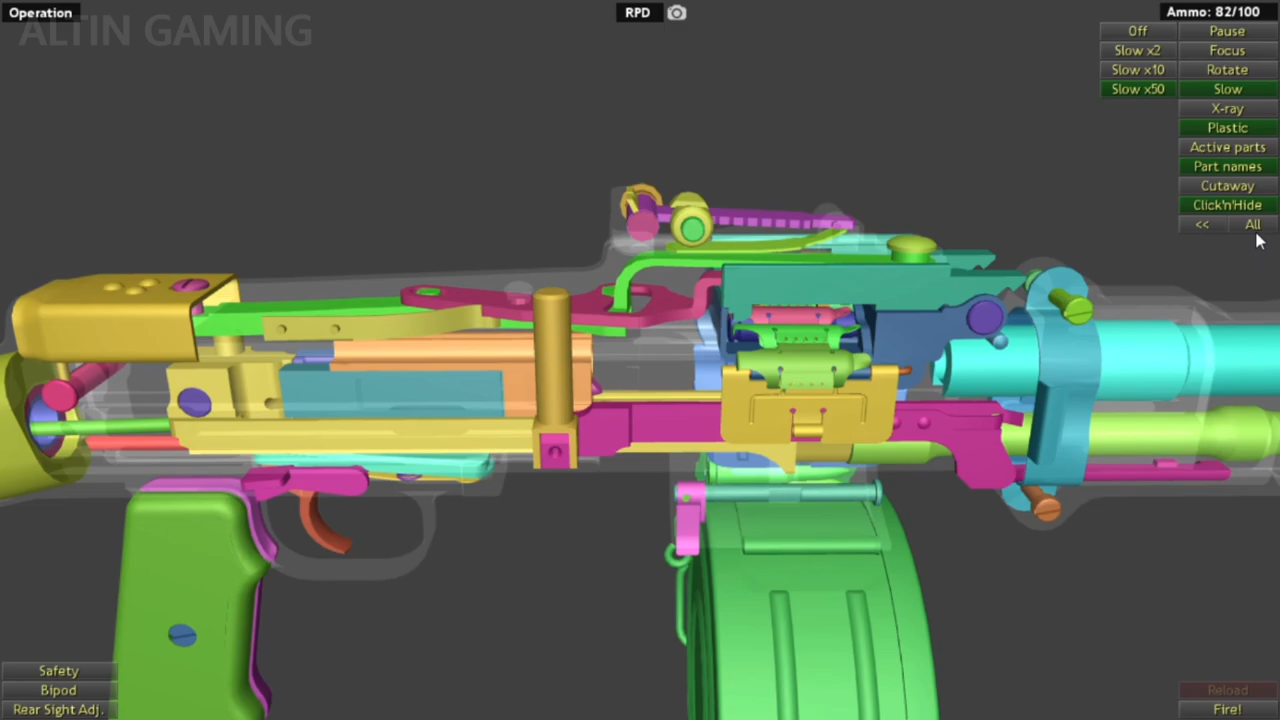 Operation
RPD
Ammo: 82/100
ALTIN GAMING
Off
Pause
Slow x2
Focus
Slow x10
Rotate
Slow x50
Slow
X-ray
Plastic
Active parts
Part names
Cutaway
Click'n'Hide
<< All
Safety
Bipod
Rear Sight Adj.
Reload
Fire!